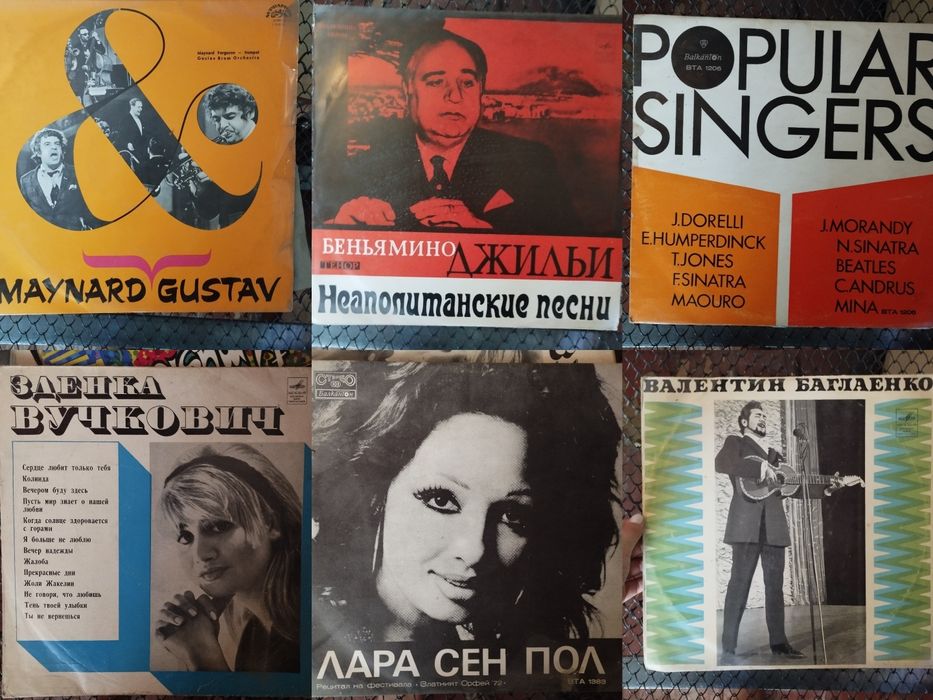 Maynard Ferguson — trumpet
Gustav Brom Orchestra
&
MAYNARD GUSTAV
БЕНЬЯМИНО
ДЖИЛЬИ
ТЕНОР
Неаполитанские песни
POPULAR
SINGERS
Balkanton
BTA 1206
J.DORELLI
E.HUMPERDINCK
T.JONES
F.SINATRA
MAOURO
J.MORANDY
N.SINATRA
BEATLES
C.ANDRUS
MINA BTA 1206
ЗДЕНКА
ВУЧКОВИЧ
Сердце любит только тебя
Колинда
Вечером буду здесь
Пусть мир знает о нашей
любви
Когда солнце здоровается
с горами
Я больше не люблю
Вечер надежды
Жалоба
Прекрасные дни
Жоли Жакелин
Не говори, что любишь
Тень твоей улыбки
Ты не вернешься
СТЕРЕО
Балкантон
ЛАРА СЕН ПОЛ
Рецитал на фестивала · Златният Орфей 72 ·
ВТА 1383
ВАЛЕНТИН БАГЛАЕНКО